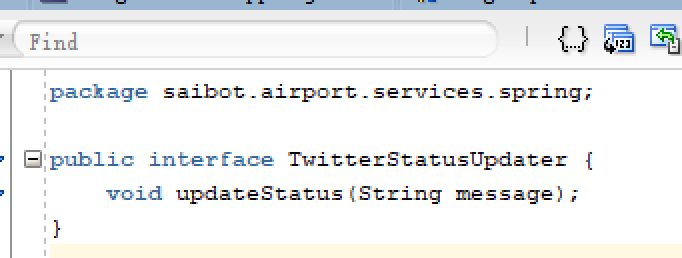 Find
package saibot.airport.services.spring;
public interface TwitterStatusUpdater {
void updateStatus(String message);
}